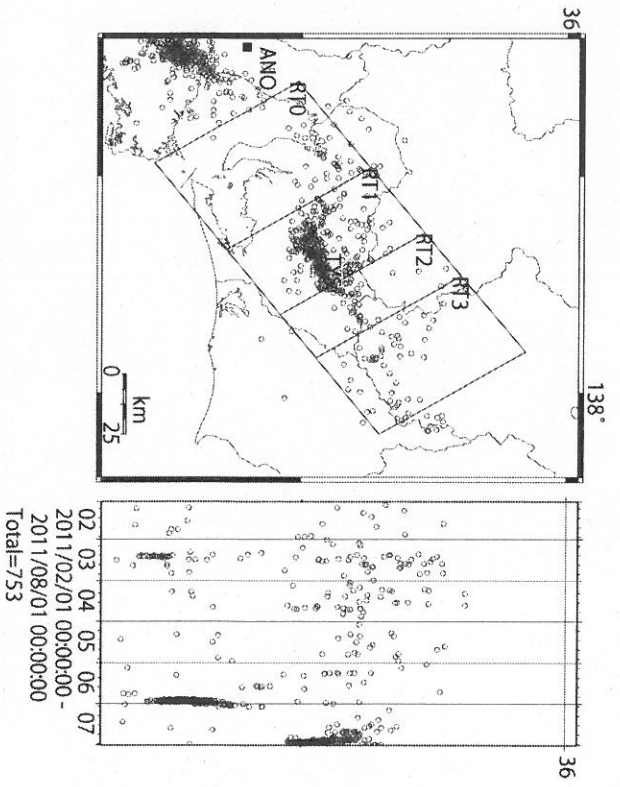 36
138°
ANO
RT0
RT1
RT2
RT3
km
0 25
36
02 03 04 05 06 07
2011/02/01 00:00:00 -
2011/08/01 00:00:00
Total=753